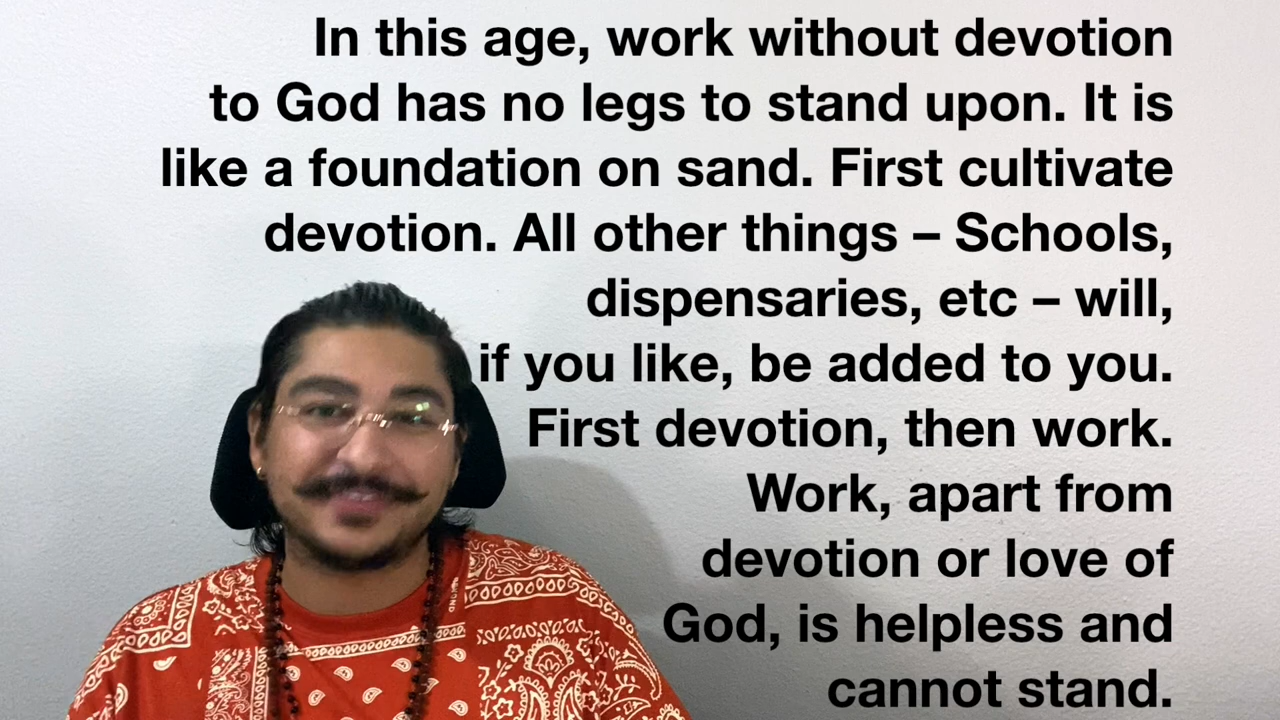 In this age, work without devotion
to God has no legs to stand upon. It is
like a foundation on sand. First cultivate
devotion. All other things – Schools,
dispensaries, etc – will,
if you like, be added to you.
First devotion, then work.
Work, apart from
devotion or love of
God, is helpless and
cannot stand.